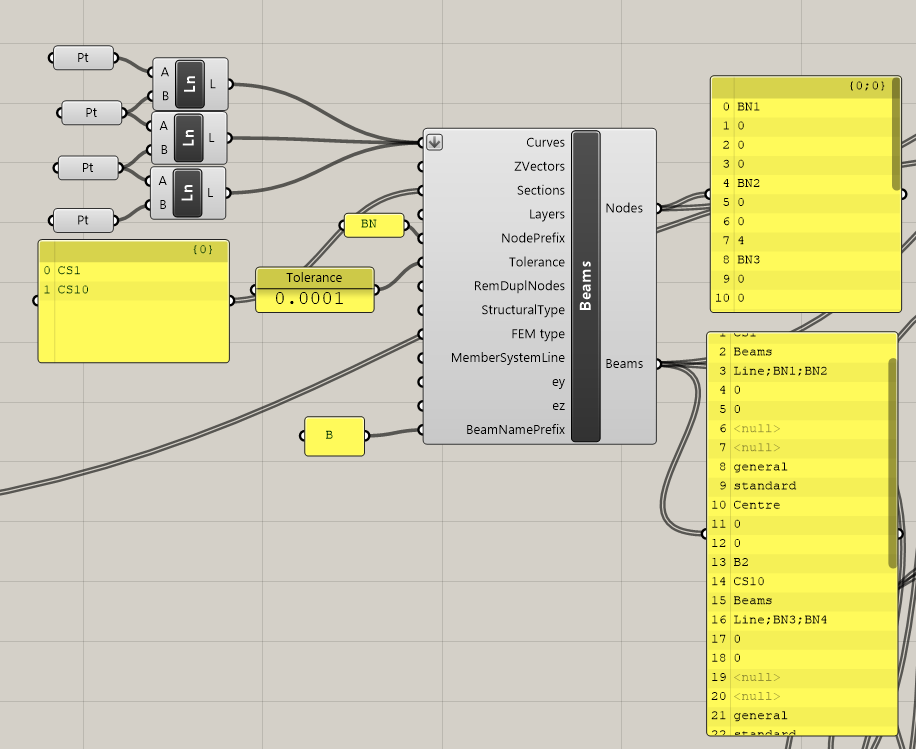 Pt
A
B
Ln
L
Pt
A
B
Ln
L
Pt
A
B
Ln
L
Pt
{0}
0 CS1
1 CS10
BN
Tolerance
0.0001
B
Curves
ZVectors
Sections
Layers
NodePrefix
Tolerance
RemDuplNodes
StructuralType
FEM type
MemberSystemLine
ey
ez
BeamNamePrefix
Beams
Nodes
Beams
{0;0}
0 BN1
1 0
2 0
3 0
4 BN2
5 0
6 0
7 4
8 BN3
9 0
10 0
1 CS1
2 Beams
3 Line;BN1;BN2
4 0
5 0
6 <null>
7 <null>
8 general
9 standard
10 Centre
11 0
12 0
13 B2
14 CS10
15 Beams
16 Line;BN3;BN4
17 0
18 0
19 <null>
20 <null>
21 general
22 standard